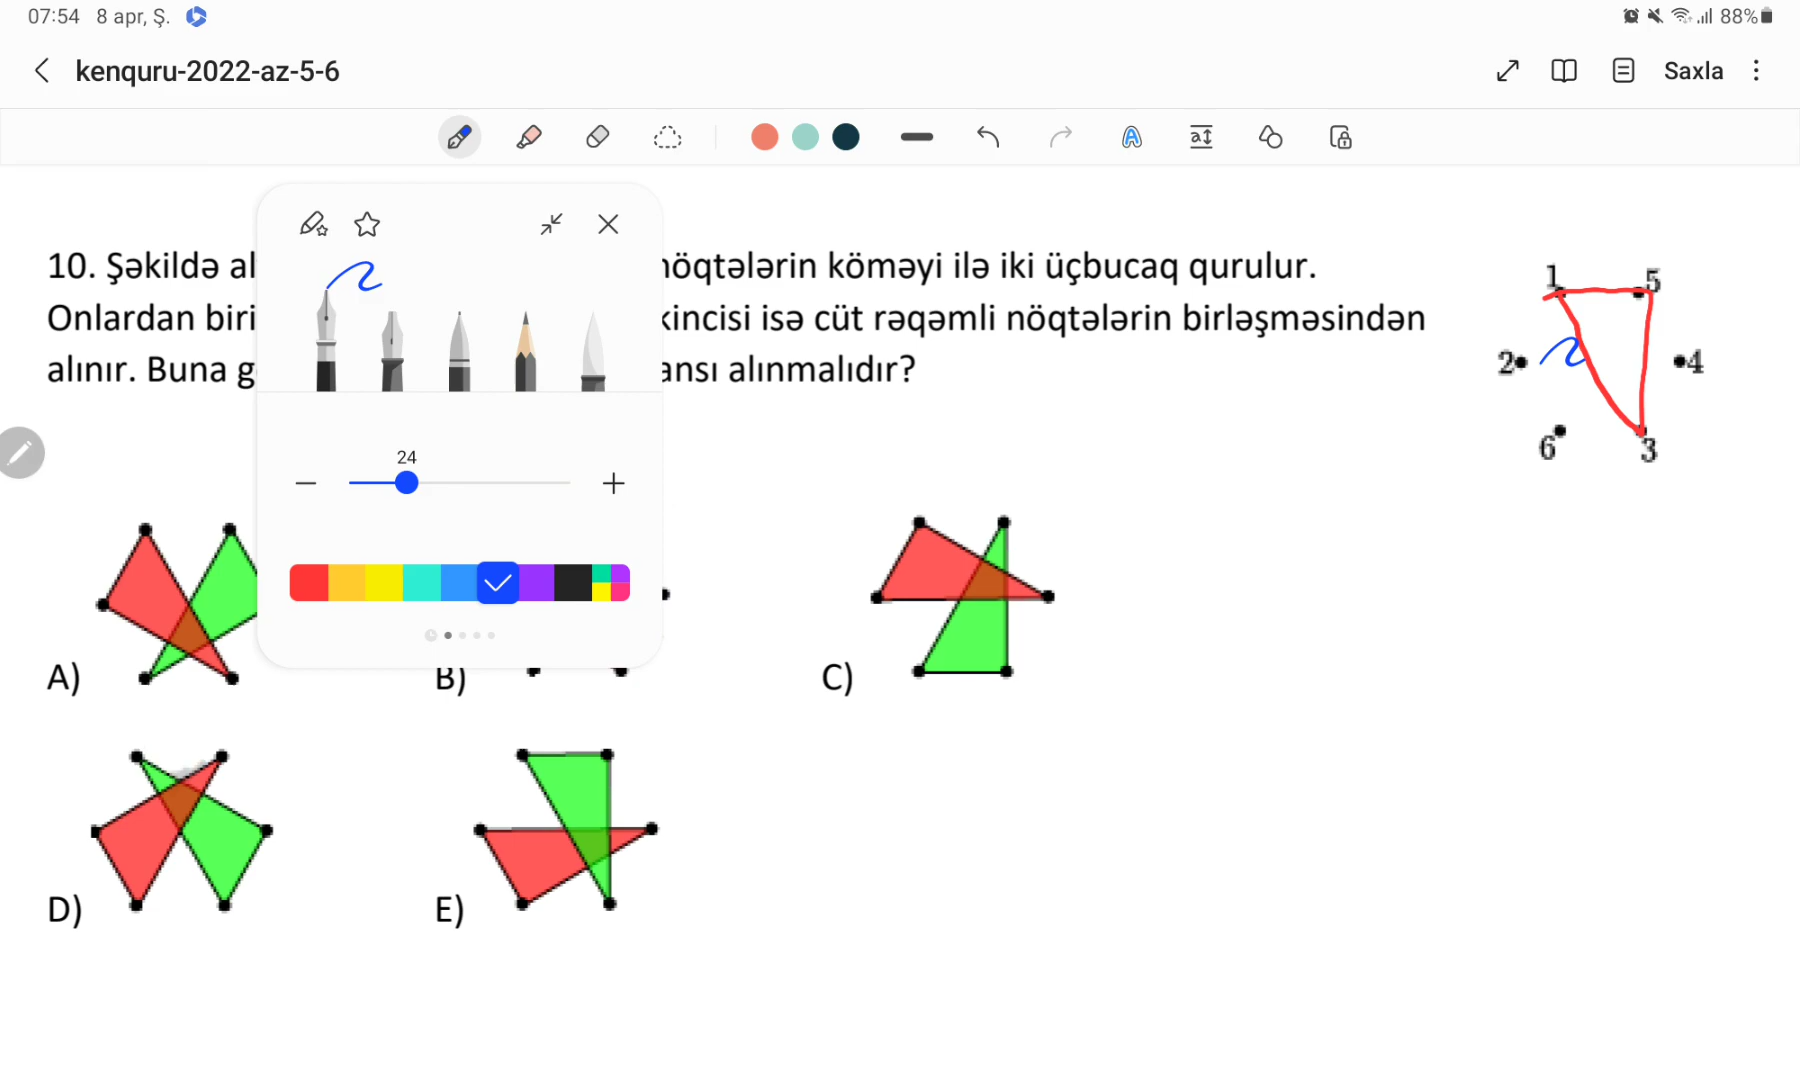 07:54 8 apr, Ş. 88%
kenquru-2022-az-5-6 Saxla
10. Şəkildə al nöqtələrin köməyi ilə iki üçbucaq qurulur.
Onlardan biri kincisi isə cüt rəqəmli nöqtələrin birləşməsindən
alınır. Buna g ansı alınmalıdır?
1 5
2 4
6 3
24
A) B) C)
D) E)